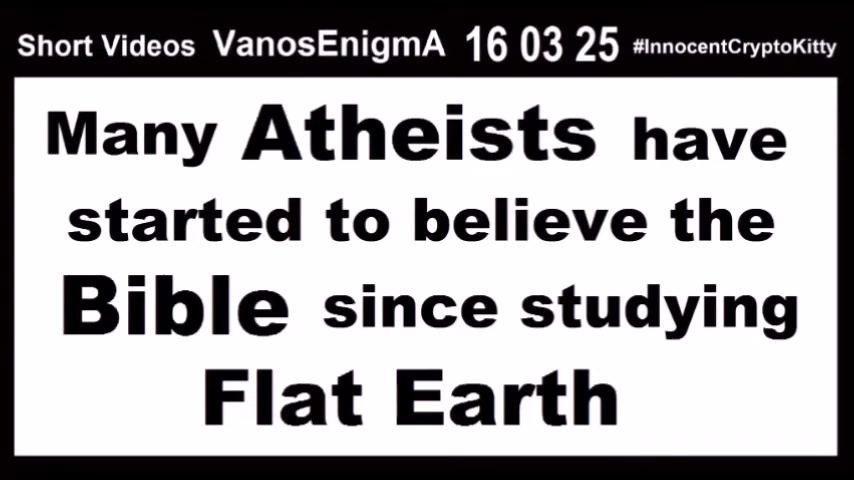 Short Videos VanosEnigmA 16 03 25 #InnocentCryptoKitty
Many Atheists have
started to believe the
Bible since studying
Flat Earth